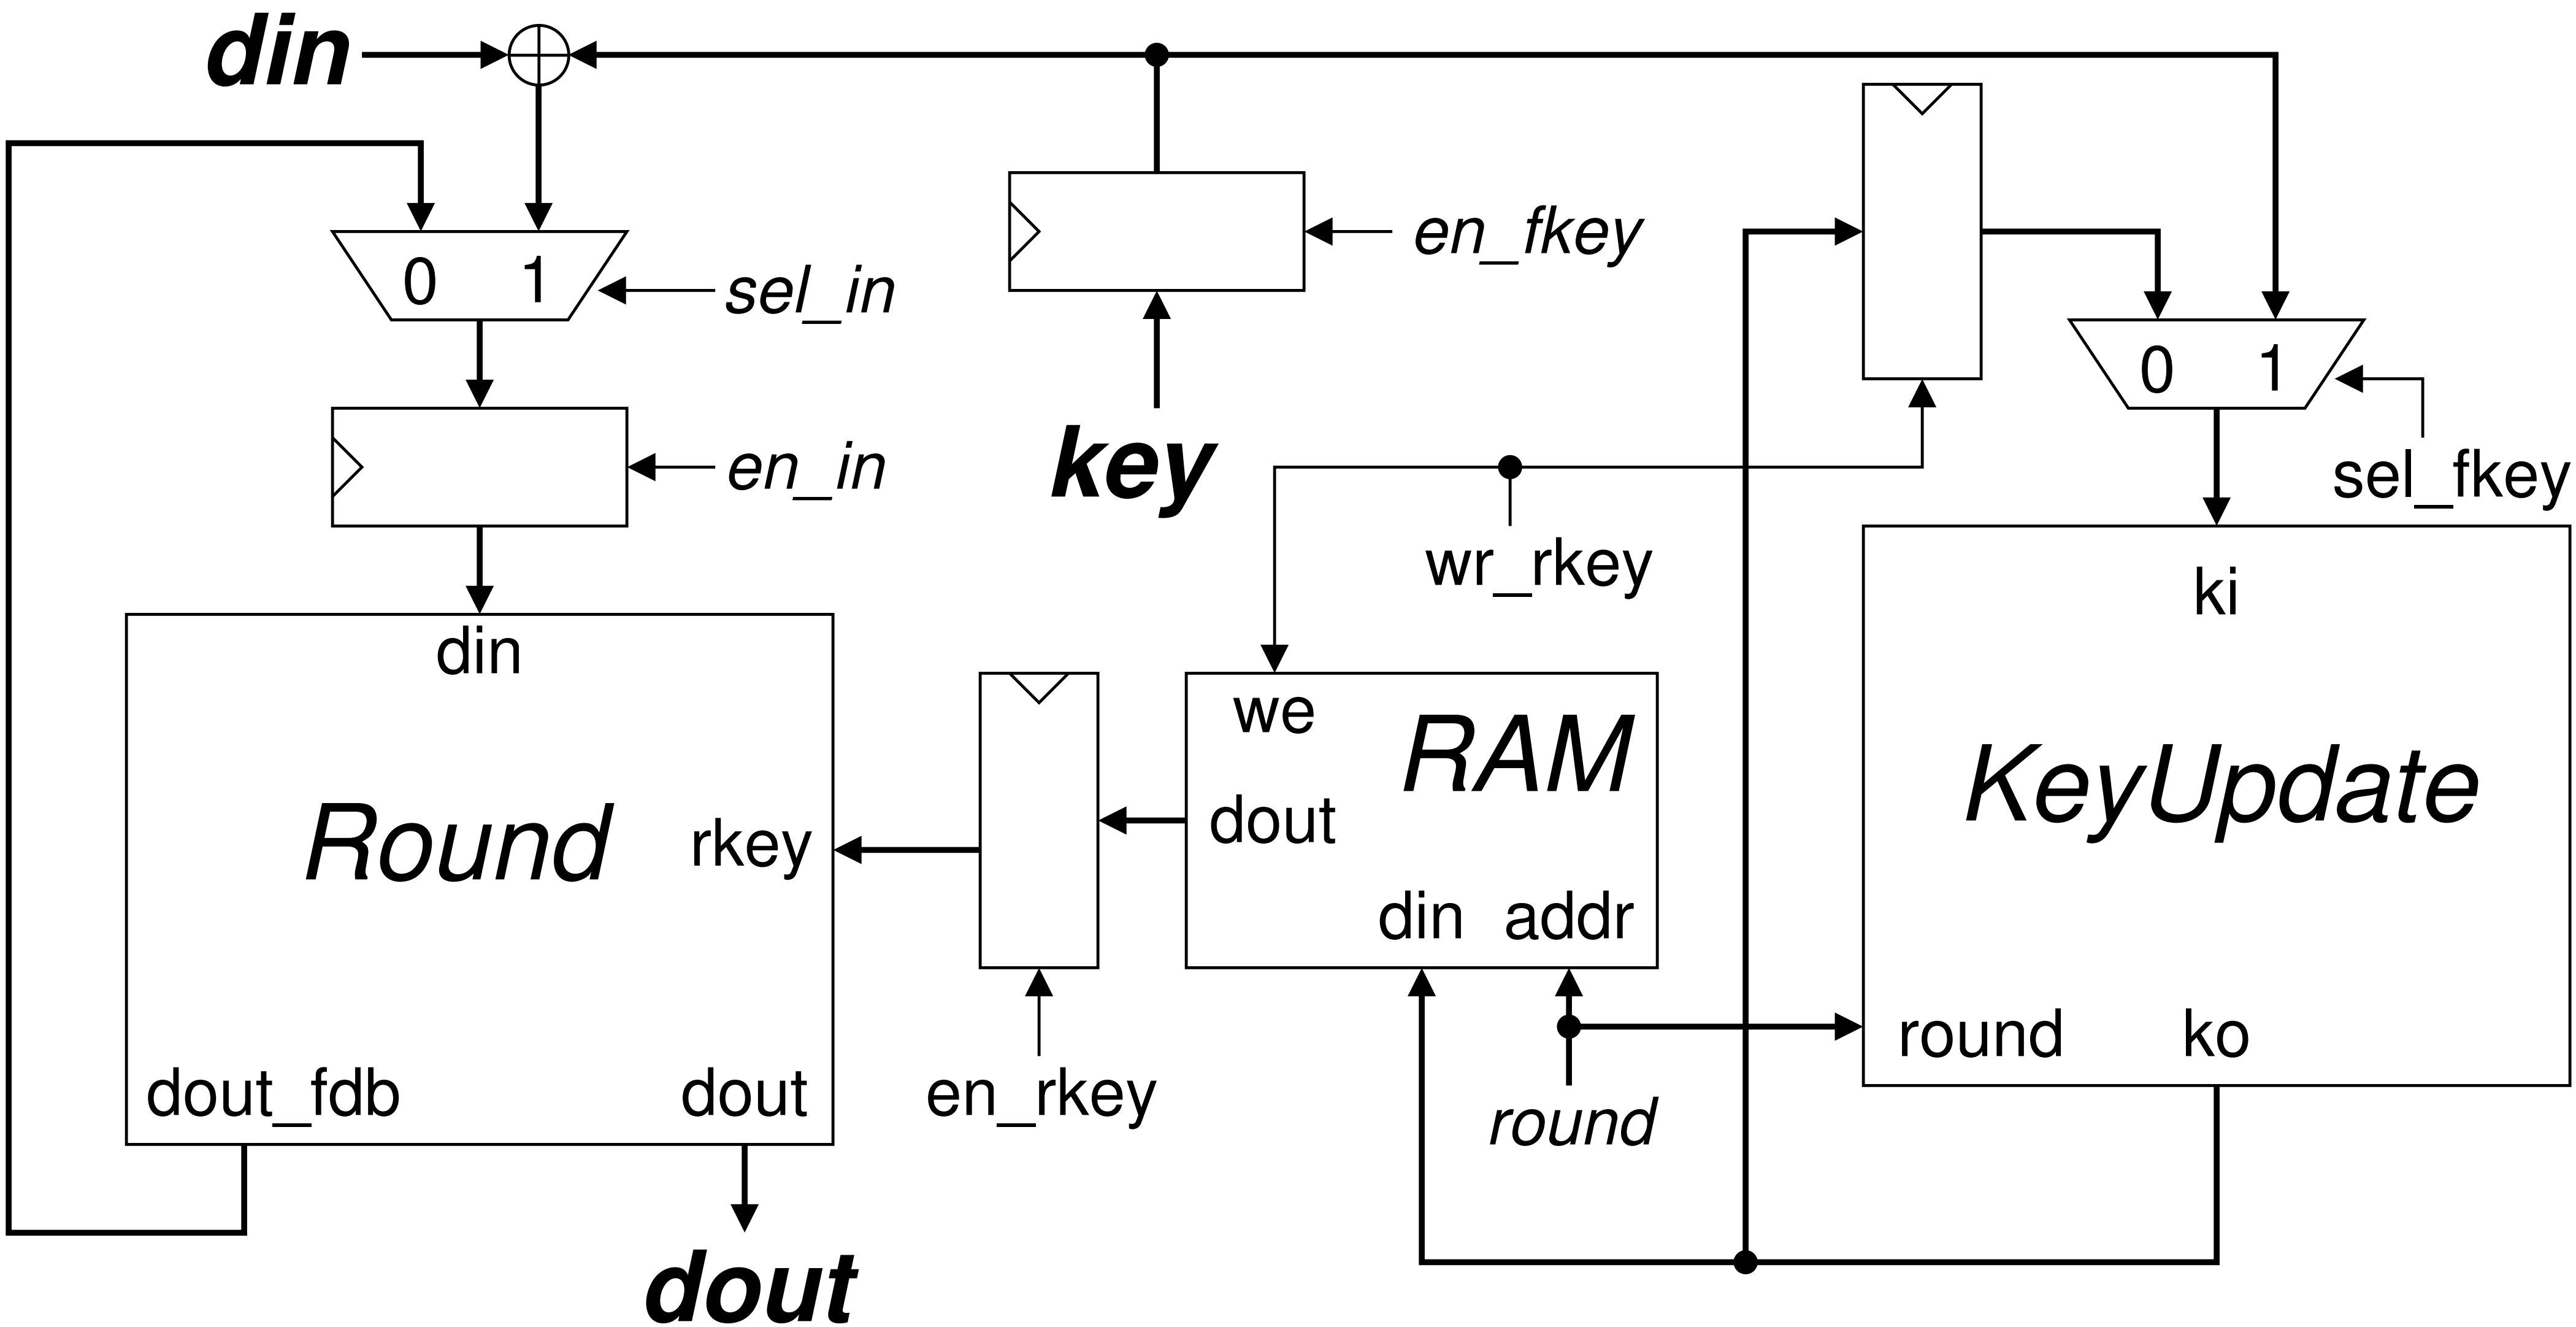 din
0 1
sel_in
en_fkey
0 1
en_in
key
sel_fkey
wr_rkey
ki
din
we
RAM
KeyUpdate
dout
Round
rkey
din addr
round
ko
dout_fdb
dout
en_rkey
round
dout